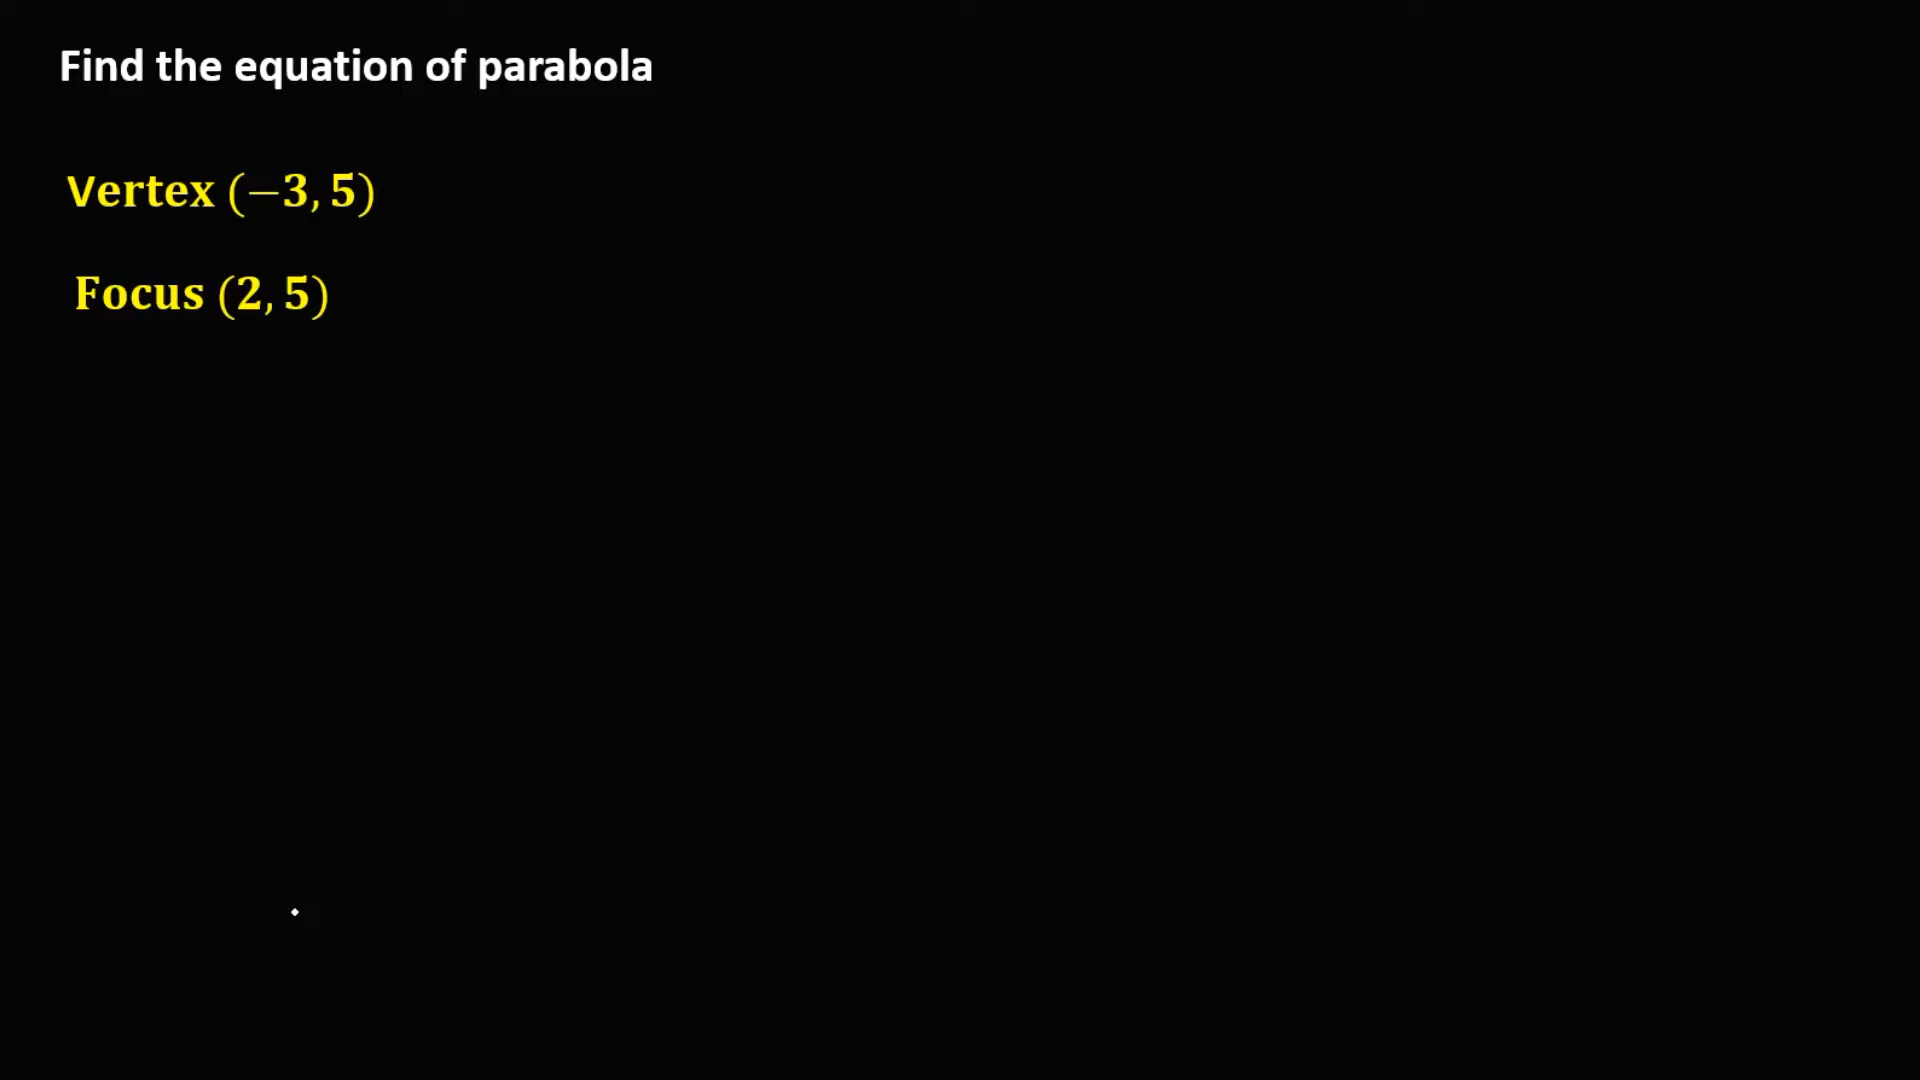 Find the equation of parabola
Vertex (−3, 5)
Focus (2, 5)